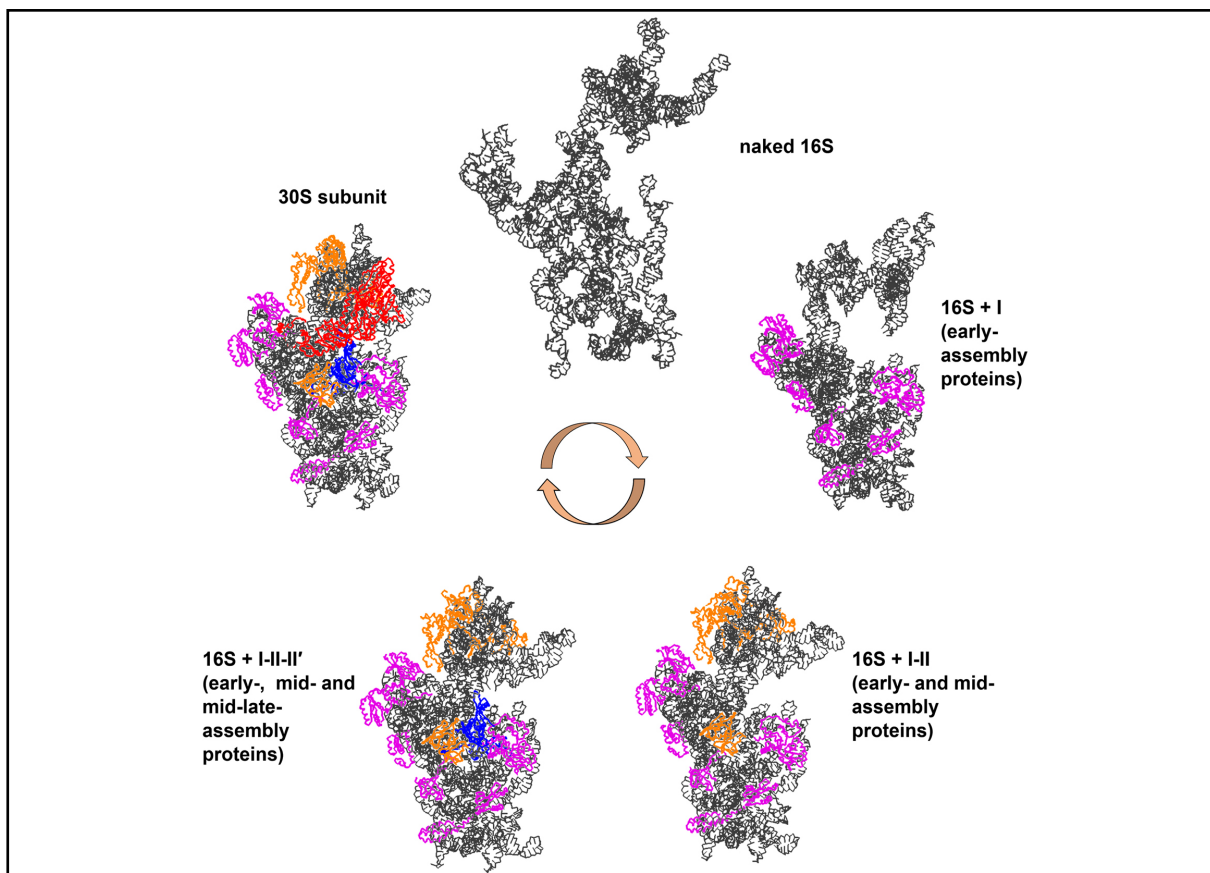 naked 16S
30S subunit
16S + I
(early-
assembly
proteins)
16S + I-II-II′
(early-, mid- and
mid-late-
assembly
proteins)
16S + I-II
(early- and mid-
assembly
proteins)